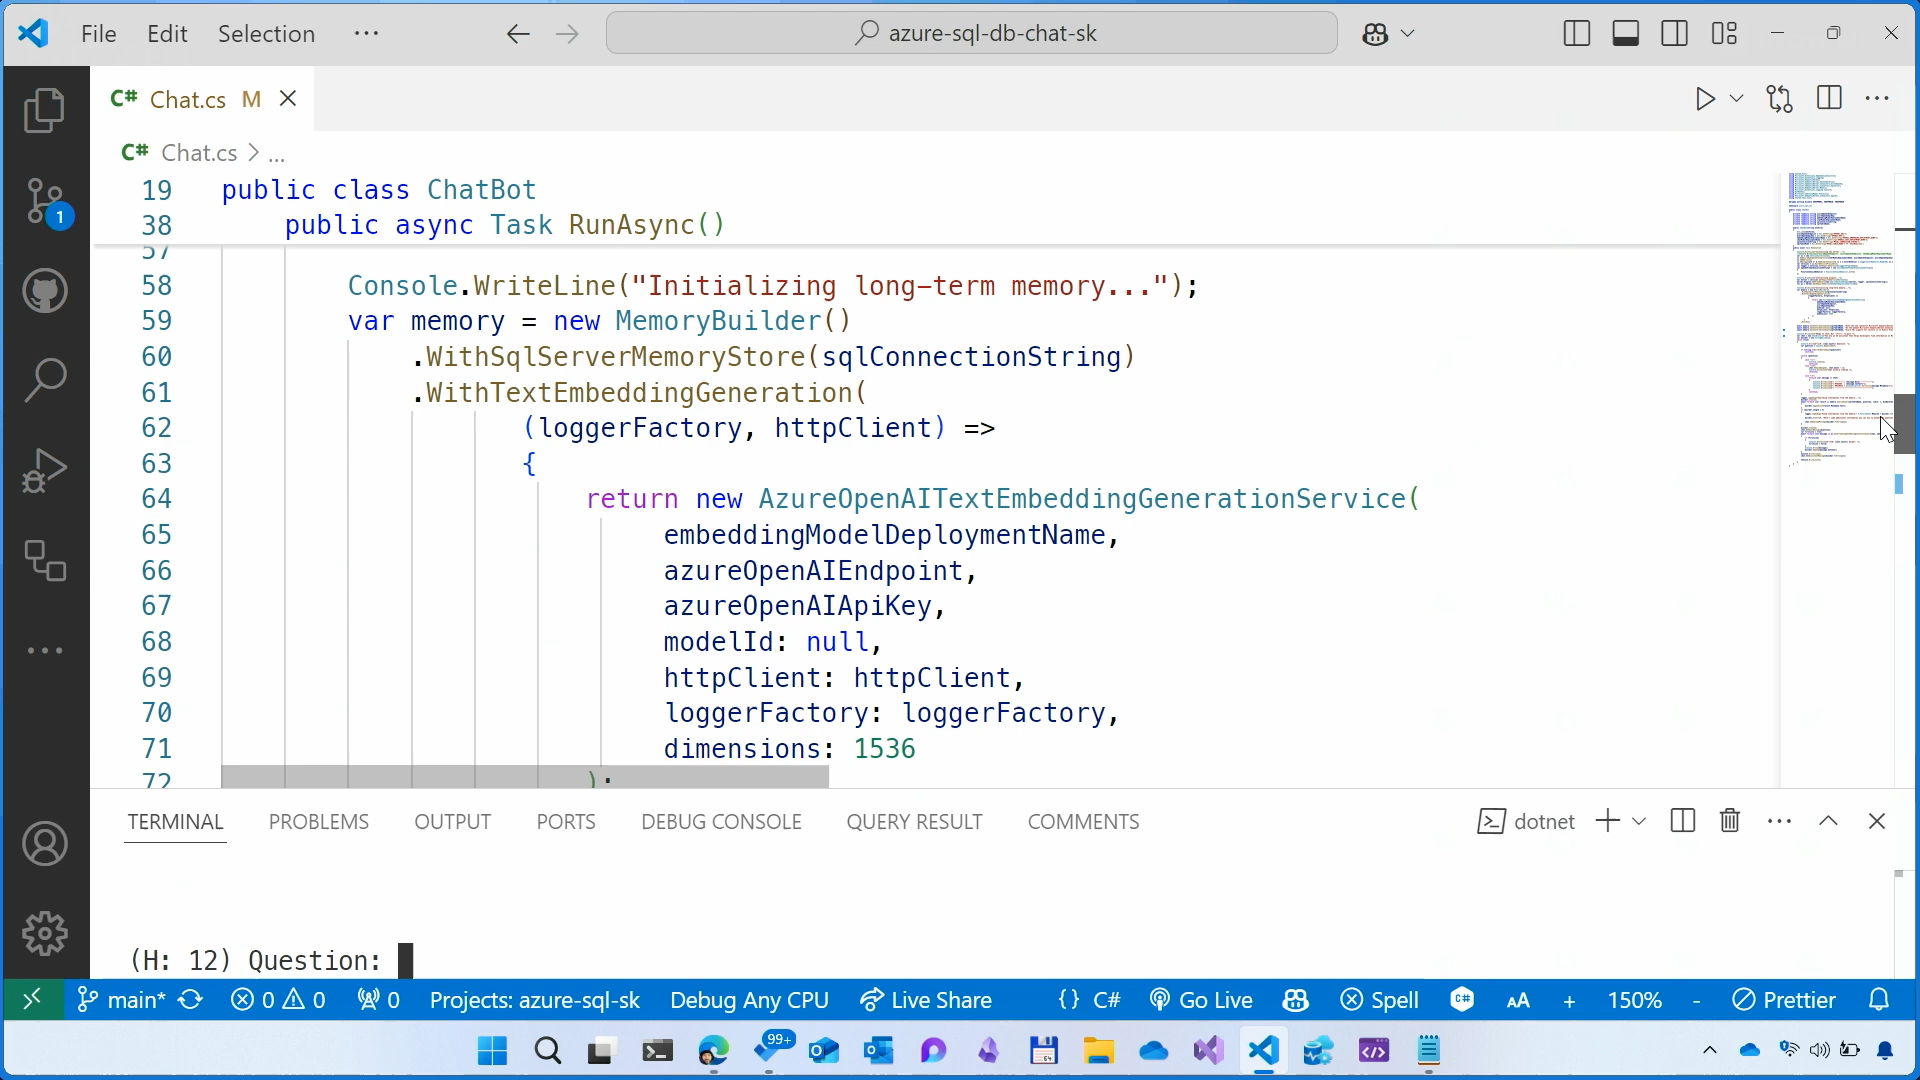 File Edit Selection ··· azure-sql-db-chat-sk
C# Chat.cs M
C# Chat.cs > ...
19 public class ChatBot
38 public async Task RunAsync()
57
58 Console.WriteLine("Initializing long-term memory...");
59 var memory = new MemoryBuilder()
60 .WithSqlServerMemoryStore(sqlConnectionString)
61 .WithTextEmbeddingGeneration(
62 (loggerFactory, httpClient) =>
63 {
64 return new AzureOpenAITextEmbeddingGenerationService(
65 embeddingModelDeploymentName,
66 azureOpenAIEndpoint,
67 azureOpenAIApiKey,
68 modelId: null,
69 httpClient: httpClient,
70 loggerFactory: loggerFactory,
71 dimensions: 1536
72 );
1
TERMINAL PROBLEMS OUTPUT PORTS DEBUG CONSOLE QUERY RESULT COMMENTS dotnet
(H: 12) Question:
main* 0 0 0 Projects: azure-sql-sk Debug Any CPU Live Share {} C# Go Live Spell C# AA + 150% - Prettier
99+
64